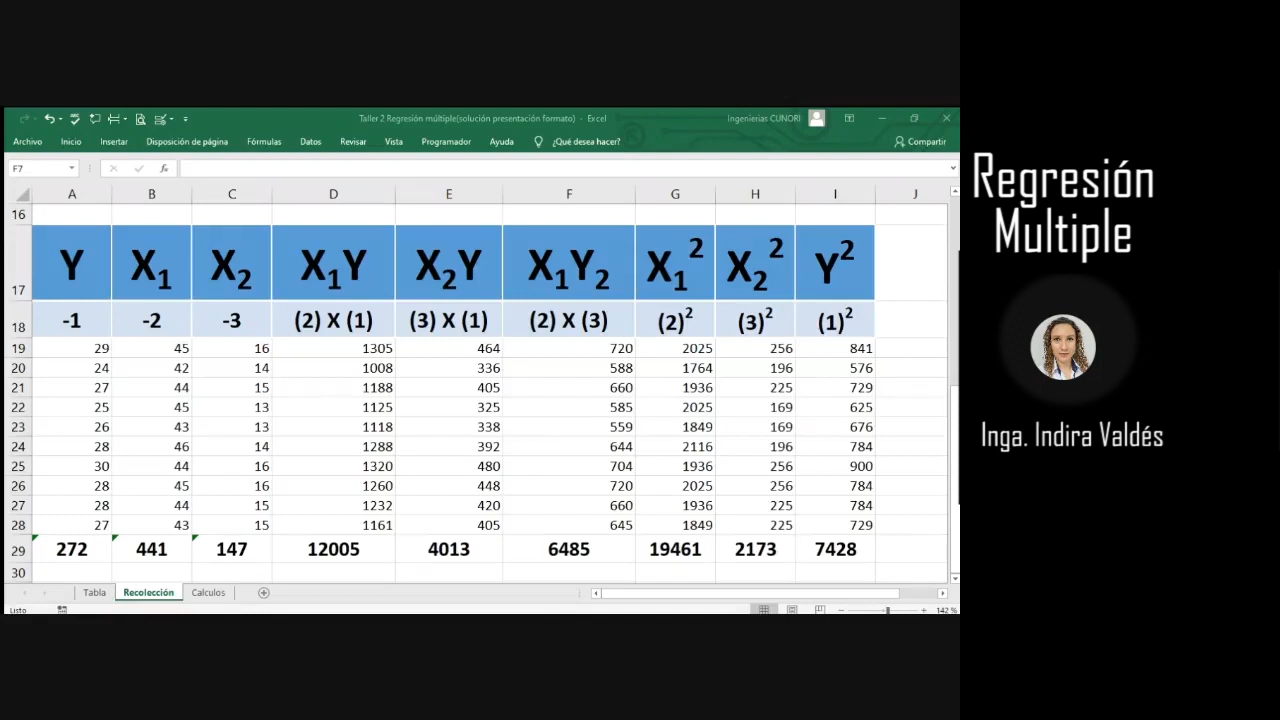 Taller 2 Regresión múltiple(solución presentación formato) - Excel
Ingenierias CUNORI
Archivo Inicio Insertar Disposición de página Fórmulas Datos Revisar Vista Programador Ayuda ¿Qué desea hacer? Compartir
F7 fx
A B C D E F G H I J
16
17 Y X₁ X₂ X₁Y X₂Y X₁Y₂ X₁² X₂² Y²
18 -1 -2 -3 (2) X (1) (3) X (1) (2) X (3) (2)² (3)² (1)²
19 29 45 16 1305 464 720 2025 256 841
20 24 42 14 1008 336 588 1764 196 576
21 27 44 15 1188 405 660 1936 225 729
22 25 45 13 1125 325 585 2025 169 625
23 26 43 13 1118 338 559 1849 169 676
24 28 46 14 1288 392 644 2116 196 784
25 30 44 16 1320 480 704 1936 256 900
26 28 45 16 1260 448 720 2025 256 784
27 28 44 15 1232 420 660 1936 225 784
28 27 43 15 1161 405 645 1849 225 729
29 272 441 147 12005 4013 6485 19461 2173 7428
30
Tabla Recolección Calculos
Listo 142 %
Regresión
Multiple
Inga. Indira Valdés